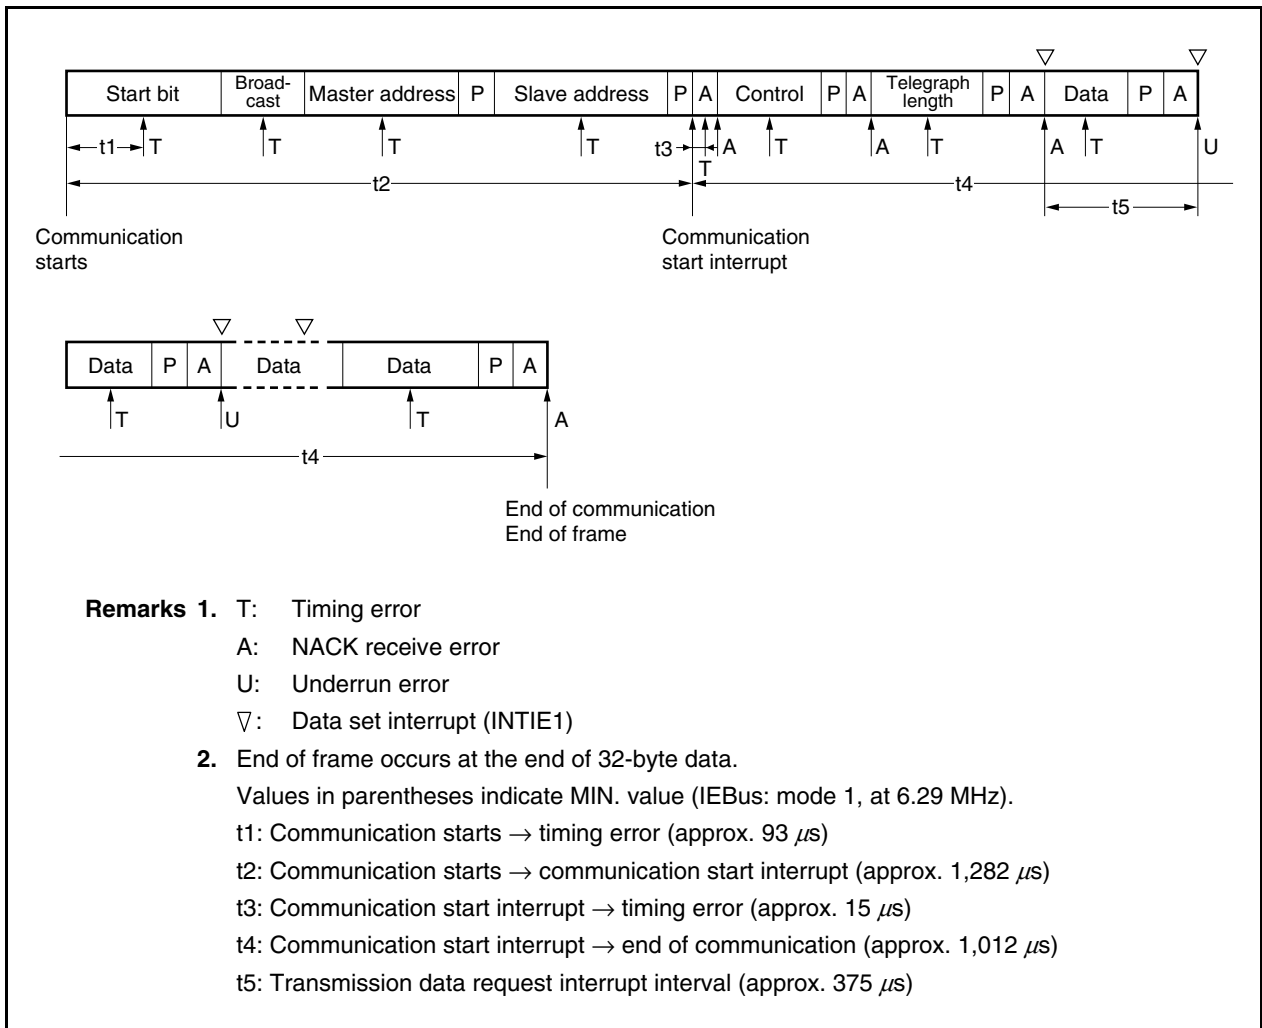 Start bit Broad-cast Master address P Slave address P A Control P A Telegraph length P A Data P A
t1 T T T T t3 T A T A T A T U
t2 t4
t5
Communication starts
Communication start interrupt
Data P A Data Data P A
T U T A
t4
End of communication
End of frame
Remarks 1. T: Timing error
A: NACK receive error
U: Underrun error
▽: Data set interrupt (INTIE1)
2. End of frame occurs at the end of 32-byte data.
Values in parentheses indicate MIN. value (IEBus: mode 1, at 6.29 MHz).
t1: Communication starts → timing error (approx. 93 μs)
t2: Communication starts → communication start interrupt (approx. 1,282 μs)
t3: Communication start interrupt → timing error (approx. 15 μs)
t4: Communication start interrupt → end of communication (approx. 1,012 μs)
t5: Transmission data request interrupt interval (approx. 375 μs)